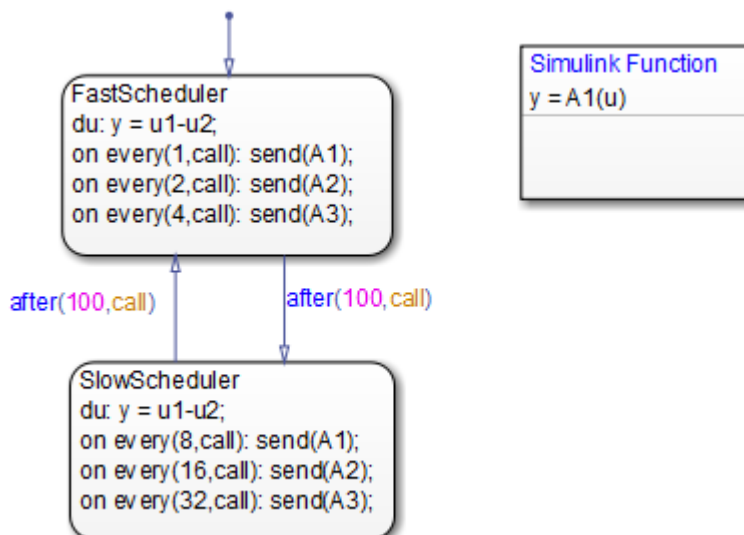 FastScheduler
du: y = u1-u2;
on every(1,call): send(A1);
on every(2,call): send(A2);
on every(4,call): send(A3);
Simulink Function
y = A1(u)
after(100,call)
after(100,call)
SlowScheduler
du: y = u1-u2;
on every(8,call): send(A1);
on every(16,call): send(A2);
on every(32,call): send(A3);